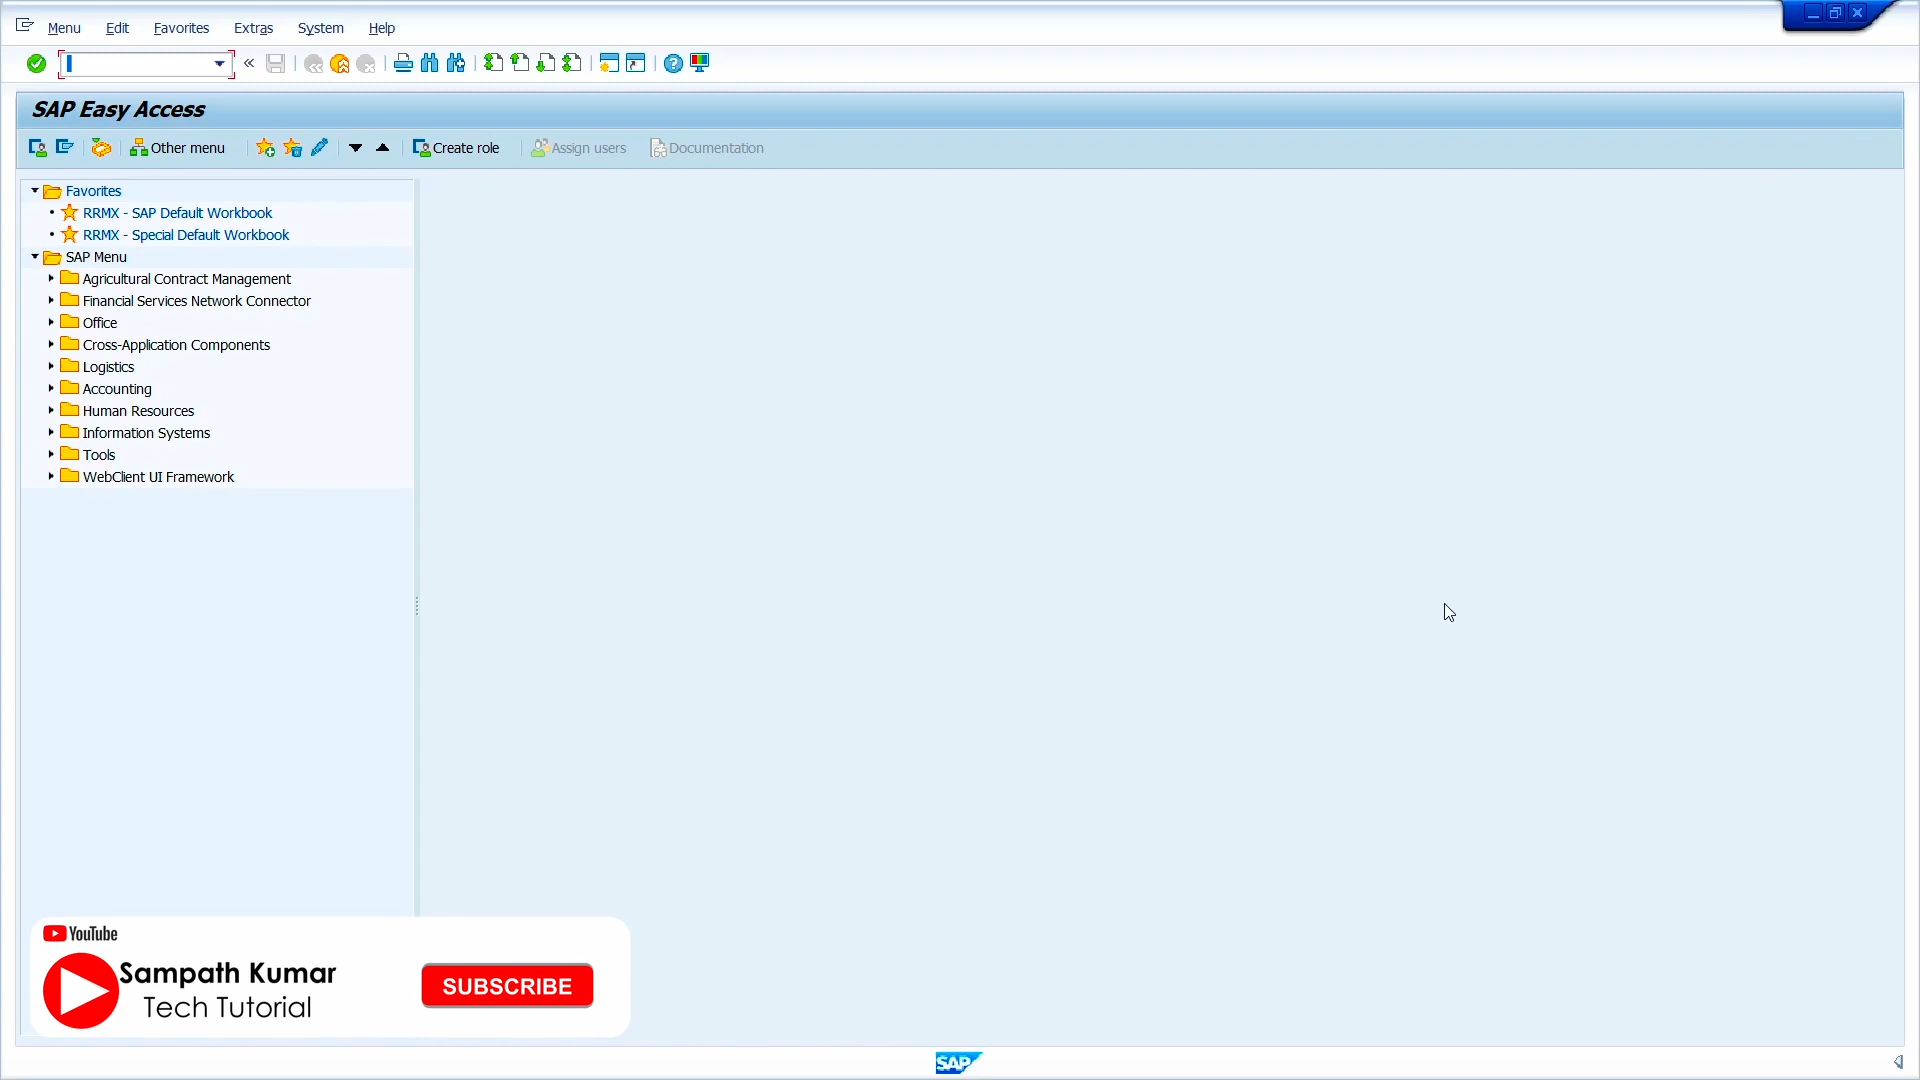 Menu Edit Favorites Extras System Help
SAP Easy Access
Other menu Create role Assign users Documentation
Favorites
RRMX - SAP Default Workbook
RRMX - Special Default Workbook
SAP Menu
Agricultural Contract Management
Financial Services Network Connector
Office
Cross-Application Components
Logistics
Accounting
Human Resources
Information Systems
Tools
WebClient UI Framework
YouTube
Sampath Kumar
Tech Tutorial
SUBSCRIBE
SAP